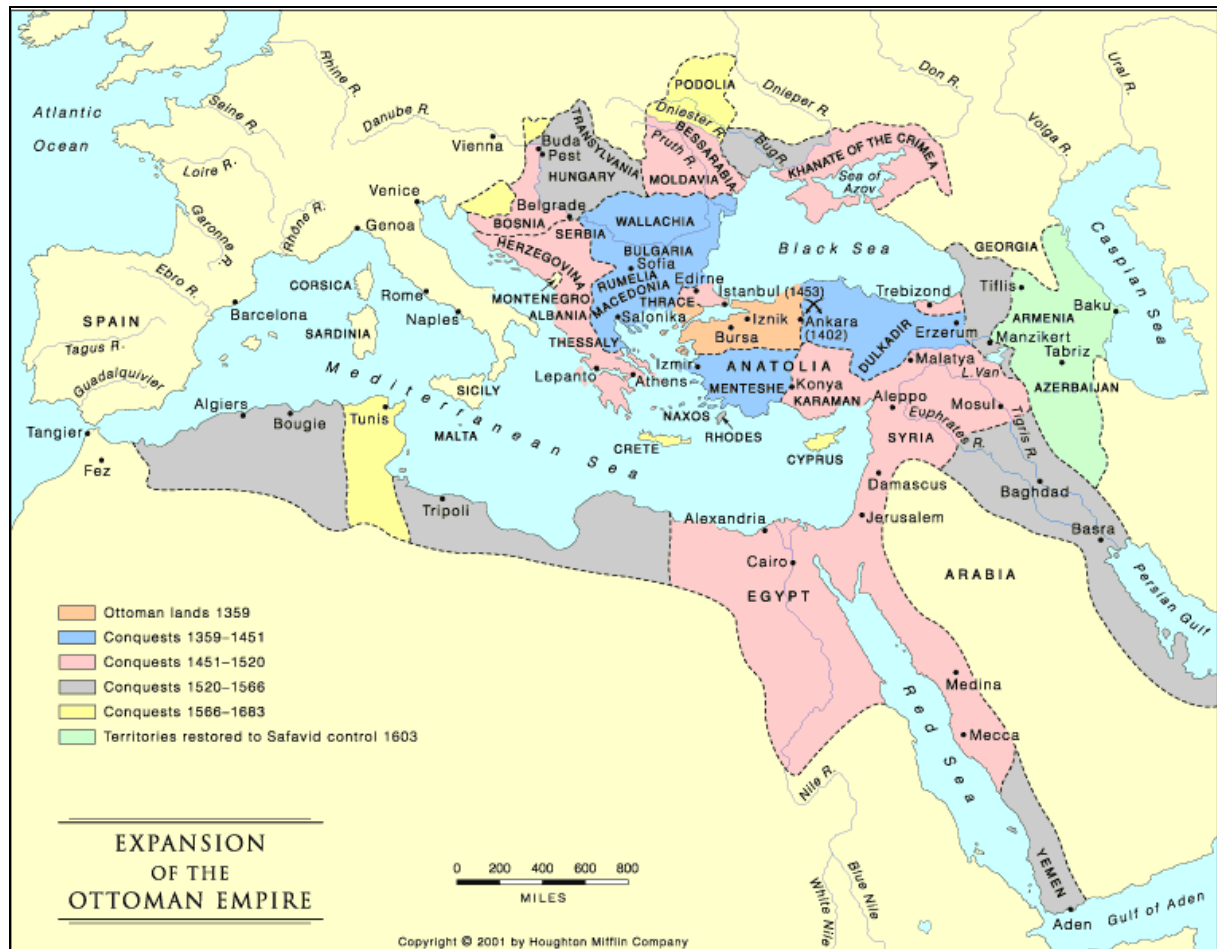 Atlantic
Ocean
Seine R.
Loire R.
Garonne R.
Rhône R.
Rhine R.
Danube R.
Vienna
Venice
Genoa
Ebro R.
SPAIN
Tagus R.
Guadalquivier
Barcelona
CORSICA
SARDINIA
Rome
Naples
SICILY
Mediterranean Sea
MALTA
Tangier
Fez
Algiers
Bougie
Tunis
Tripoli
PODOLIA
Dniester R.
Dnieper R.
Don R.
Volga R.
Ural R.
Buda
Pest
TRANSYLVANIA
HUNGARY
Pruth R.
BESSARABIA
MOLDAVIA
Bug R.
KHANATE OF THE CRIMEA
Sea of
Azov
Belgrade
BOSNIA
SERBIA
HERZEGOVINA
WALLACHIA
BULGARIA
Sofia
RUMELIA
MACEDONIA
MONTENEGRO
ALBANIA
Edirne
THRACE
Salonika
THESSALY
Lepanto
Athens
Black Sea
Istanbul (1453)
Iznik
Bursa
Ankara
(1402)
Izmir
ANATOLIA
MENTESHE
Konya
KARAMAN
DULKADIR
Trebizond
Erzerum
Malatya
L. Van
GEORGIA
Tiflis
ARMENIA
Baku
Manzikert
Tabriz
AZERBAIJAN
Caspian Sea
NAXOS
RHODES
CRETE
CYPRUS
Aleppo
Mosul
Euphrates R.
Tigris R.
SYRIA
Damascus
Baghdad
Jerusalem
Basra
Alexandria
Cairo
EGYPT
ARABIA
Persian Gulf
Medina
Mecca
Red Sea
Nile R.
Blue Nile
White Nile
YEMEN
Aden
Gulf of Aden
Ottoman lands 1359
Conquests 1359–1451
Conquests 1451–1520
Conquests 1520–1566
Conquests 1566–1683
Territories restored to Safavid control 1603
EXPANSION
OF THE
OTTOMAN EMPIRE
0 200 400 600 800
MILES
Copyright © 2001 by Houghton Mifflin Company